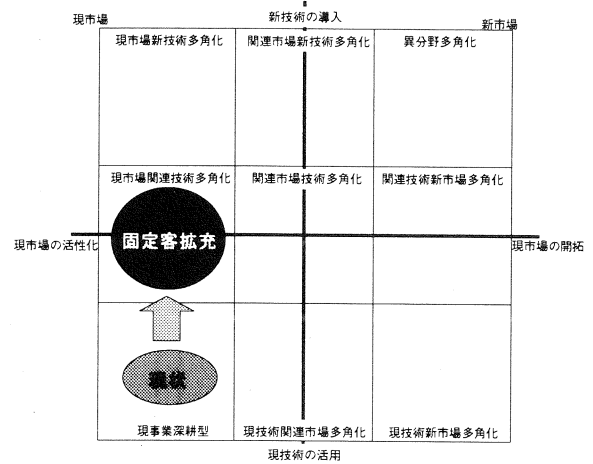 現市場
新技術の導入
新市場
現市場新技術多角化
関連市場新技術多角化
異分野多角化
現市場関連技術多角化
関連市場技術多角化
関連技術新市場多角化
現市場の活性化
固定客拡充
現市場の開拓
現状
現事業深耕型
現技術関連市場多角化
現技術新市場多角化
現技術の活用